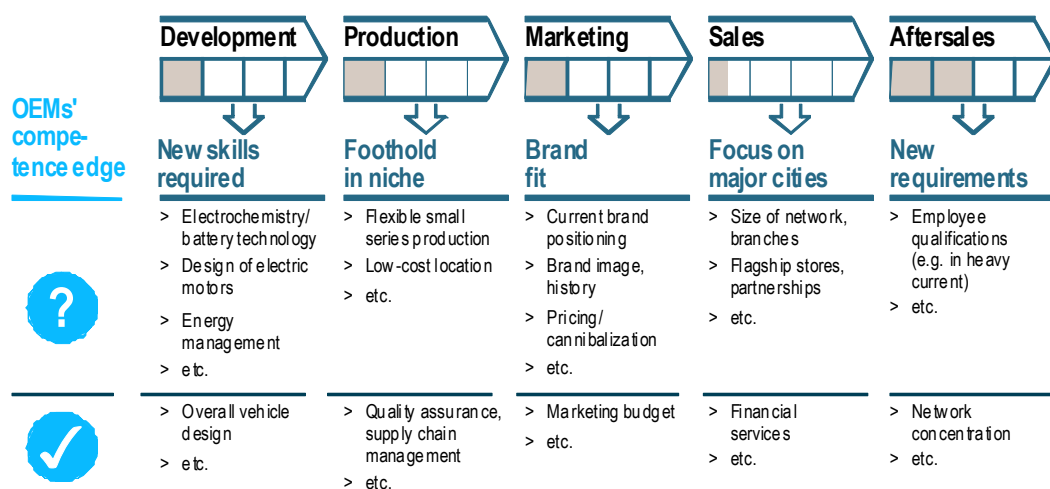 Development
Production
Marketing
Sales
Aftersales
OEMs'
compe-
tence edge
New skills
required
Foothold
in niche
Brand
fit
Focus on
major cities
New
requirements
?
> Electrochemistry/
battery technology
> Design of electric
motors
> Energy
management
> etc.
> Flexible small
series production
> Low-cost location
> etc.
> Current brand
positioning
> Brand image,
history
> Pricing/
cannibalization
> etc.
> Size of network,
branches
> Flagship stores,
partnerships
> etc.
> Employee
qualifications
(e.g. in heavy
current)
> etc.
> Overall vehicle
design
> etc.
> Quality assurance,
supply chain
management
> etc.
> Marketing budget
> etc.
> Financial
services
> etc.
> Network
concentration
> etc.